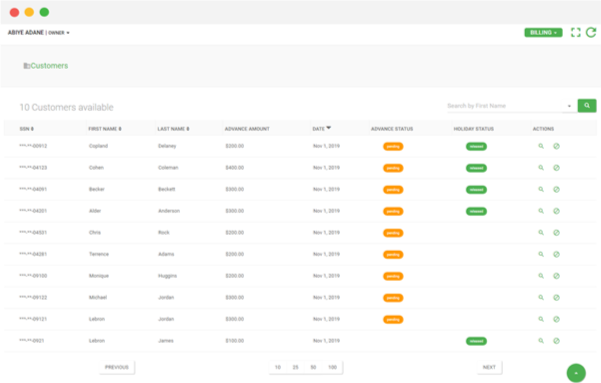 ABIYE ADANE | OWNER
BILLING
Customers
10 Customers available
Search by First Name
SSN FIRST NAME LAST NAME ADVANCE AMOUNT DATE ADVANCE STATUS HOLIDAY STATUS ACTIONS
***-**-00912 Copland Delaney $200.00 Nov 1, 2019 pending released
***-**-04123 Cohen Coleman $400.00 Nov 1, 2019 pending released
***-**-04091 Becker Beckett $300.00 Nov 1, 2019 pending released
***-**-04201 Alder Anderson $300.00 Nov 1, 2019 pending released
***-**-04501 Chris Rock $200.00 Nov 1, 2019 pending
***-**-04281 Terrence Adams $200.00 Nov 1, 2019 pending
***-**-09100 Monique Huggins $200.00 Nov 1, 2019 pending
***-**-09122 Michael Jordan $300.00 Nov 1, 2019 pending
***-**-09121 Lebron Jordan $300.00 Nov 1, 2019 pending
***-**-0921 Lebron James $100.00 Nov 1, 2019 released
PREVIOUS 10 25 50 100 NEXT